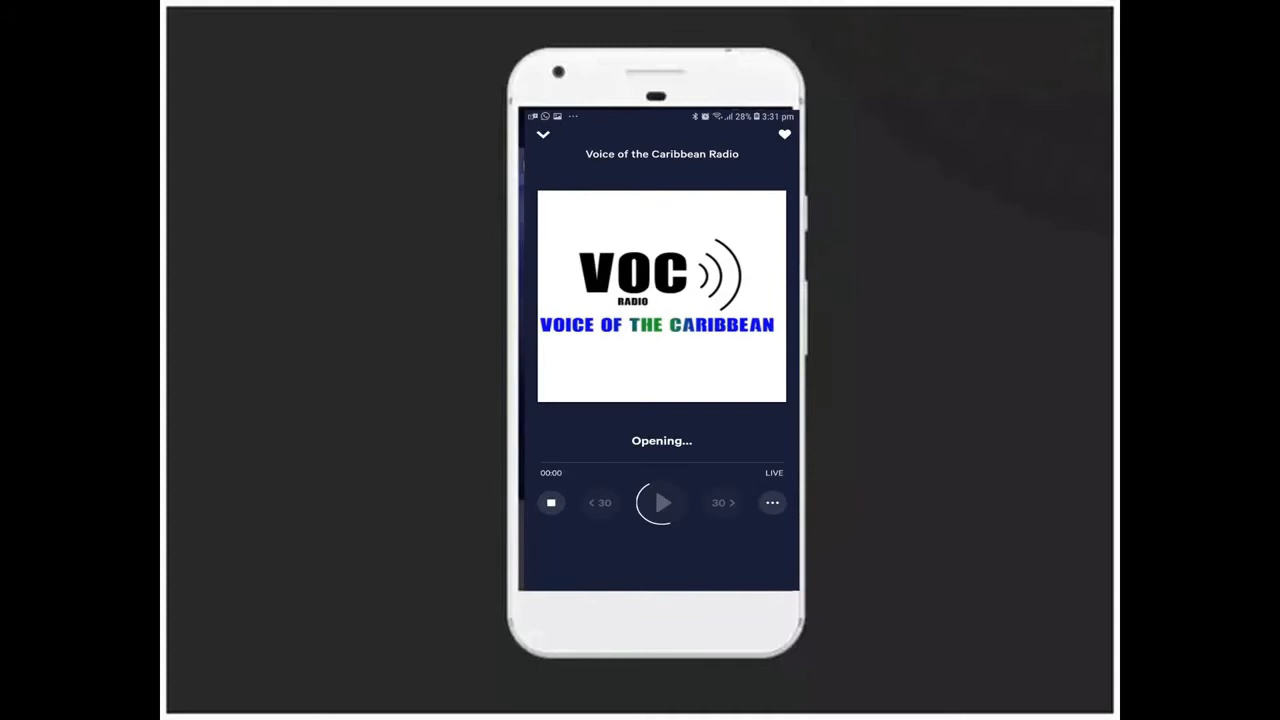 28% 3:31 pm
Voice of the Caribbean Radio
VOC
RADIO
VOICE OF THE CARIBBEAN
Opening...
00:00 LIVE
< 30 30 >